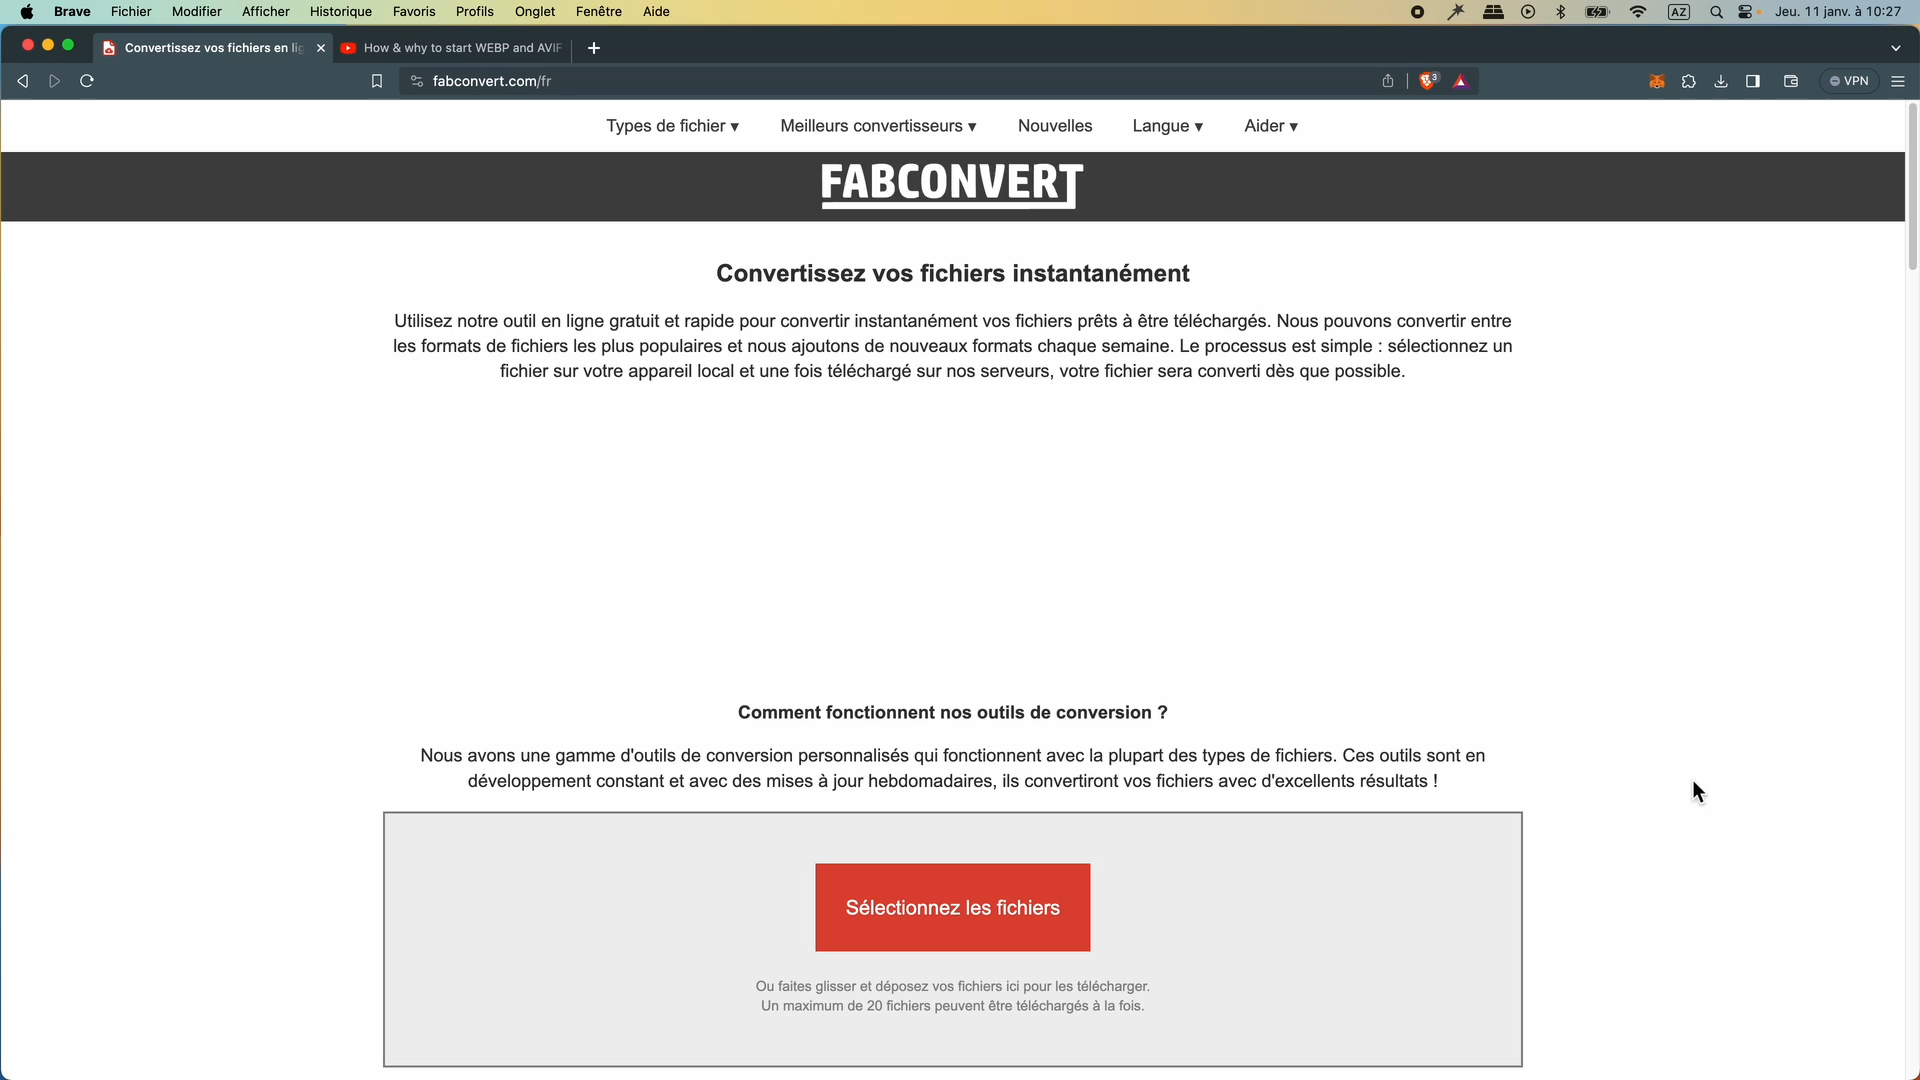 Brave Fichier Modifier Afficher Historique Favoris Profils Onglet Fenêtre Aide AZ Jeu. 11 janv. à 10:27
Convertissez vos fichiers en lig How & why to start WEBP and AVIF
fabconvert.com/fr 3 VPN
Types de fichier ▾ Meilleurs convertisseurs ▾ Nouvelles Langue ▾ Aider ▾
FABCONVERT
Convertissez vos fichiers instantanément
Utilisez notre outil en ligne gratuit et rapide pour convertir instantanément vos fichiers prêts à être téléchargés. Nous pouvons convertir entre
les formats de fichiers les plus populaires et nous ajoutons de nouveaux formats chaque semaine. Le processus est simple : sélectionnez un
fichier sur votre appareil local et une fois téléchargé sur nos serveurs, votre fichier sera converti dès que possible.
Comment fonctionnent nos outils de conversion ?
Nous avons une gamme d'outils de conversion personnalisés qui fonctionnent avec la plupart des types de fichiers. Ces outils sont en
développement constant et avec des mises à jour hebdomadaires, ils convertiront vos fichiers avec d'excellents résultats !
Sélectionnez les fichiers
Ou faites glisser et déposez vos fichiers ici pour les télécharger.
Un maximum de 20 fichiers peuvent être téléchargés à la fois.